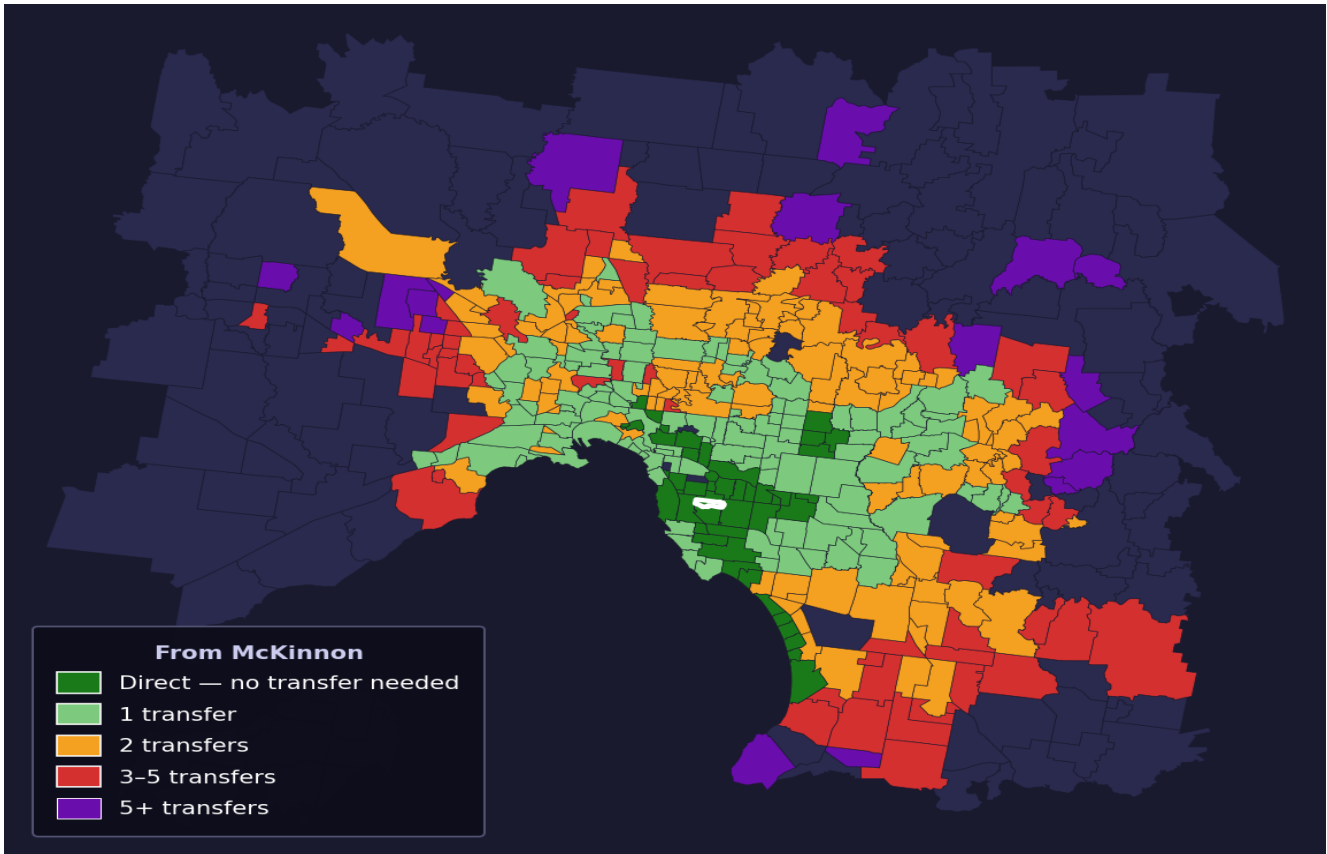 From McKinnon
Direct — no transfer needed
1 transfer
2 transfers
3–5 transfers
5+ transfers